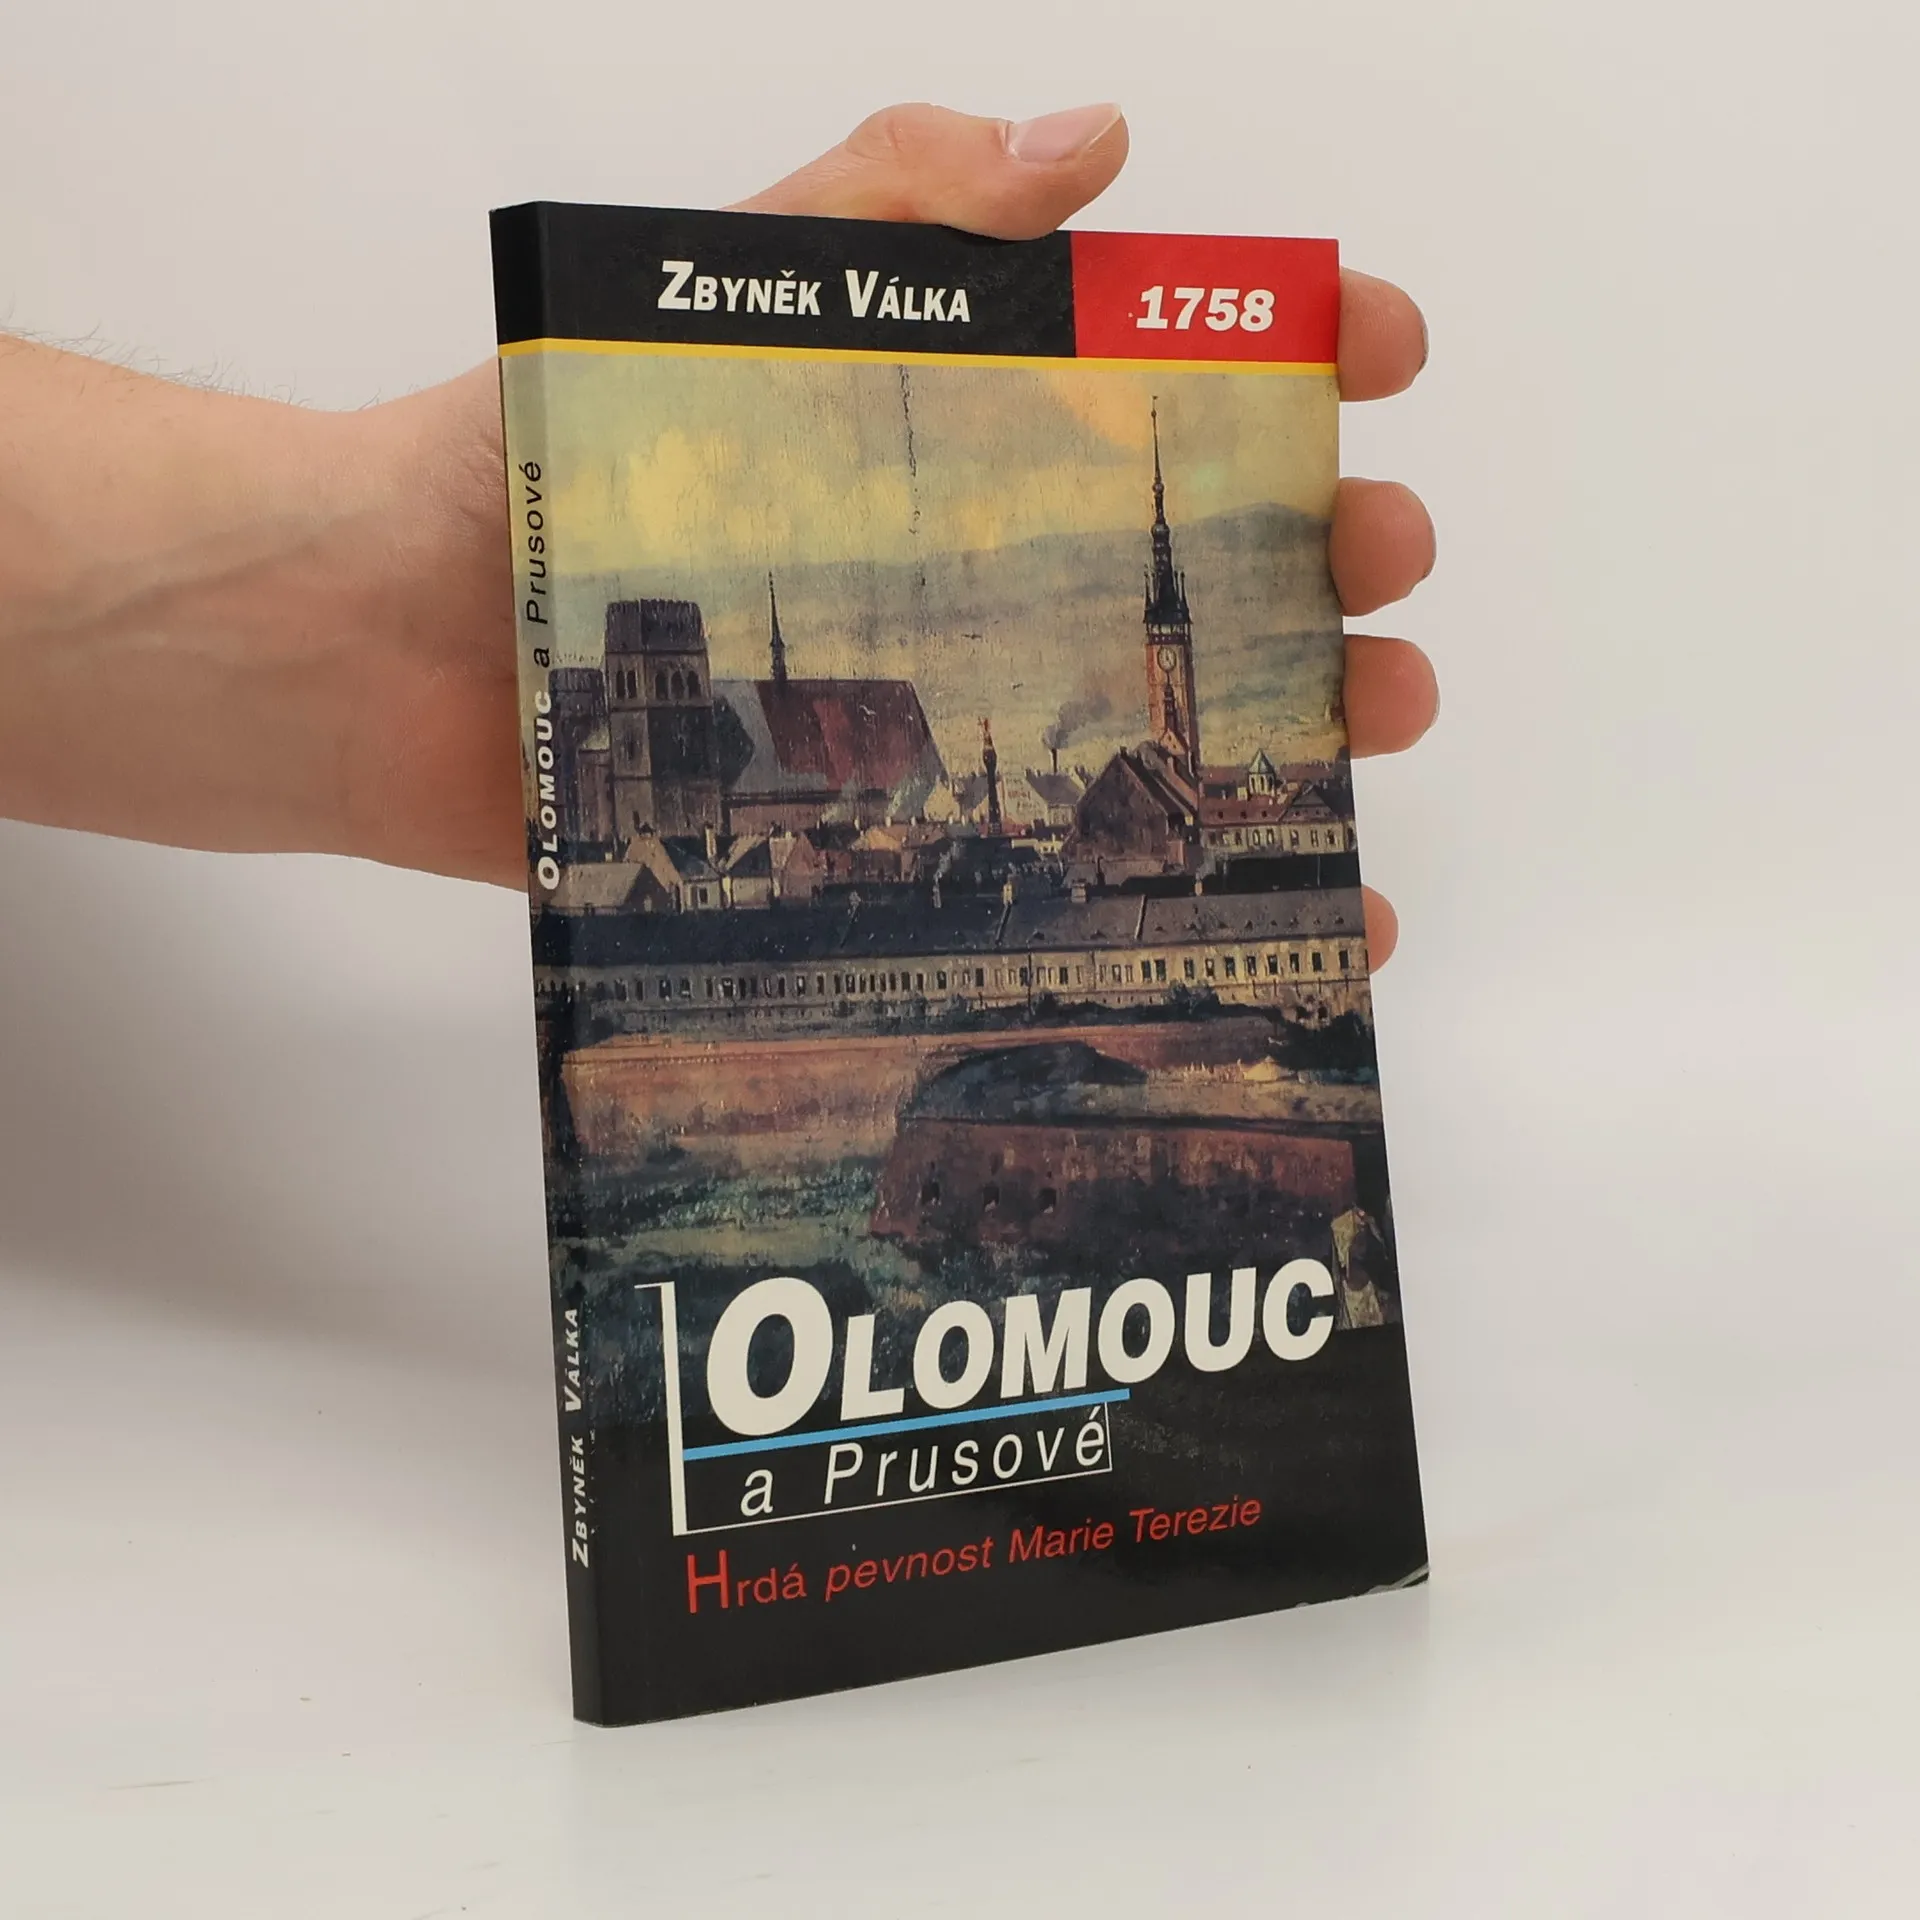 Zbyněk Válka
1758
Olomouc
a Prusové
Hrdá pevnost Marie Terezie
Olomouc a Prusové
Zbyněk Válka